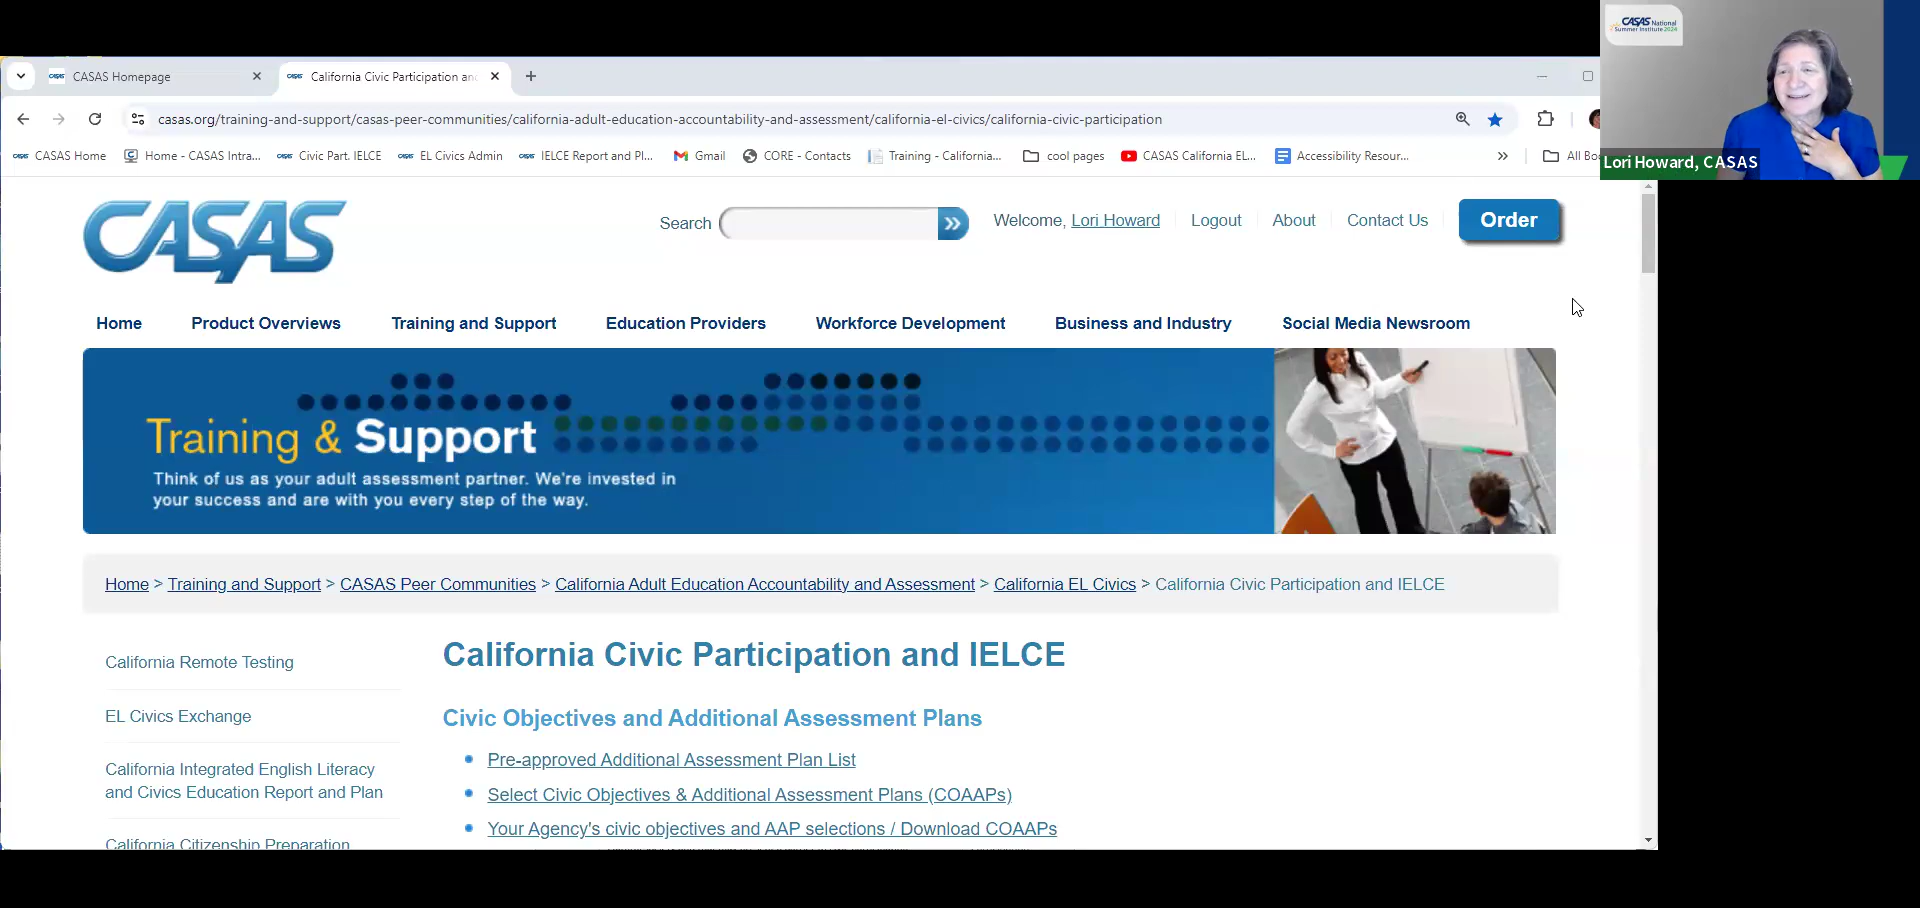 CASAS National
Summer Institute 2024
Lori Howard, CASAS
CASAS Homepage
California Civic Participation an
casas.org/training-and-support/casas-peer-communities/california-adult-education-accountability-and-assessment/california-el-civics/california-civic-participation
CASAS Home
Home - CASAS Intra...
Civic Part. IELCE
EL Civics Admin
IELCE Report and Pl...
Gmail
CORE - Contacts
Training - California...
cool pages
CASAS California EL...
Accessibility Resour...
All Bo
CASAS
Search
Welcome, Lori Howard
Logout
About
Contact Us
Order
Home
Product Overviews
Training and Support
Education Providers
Workforce Development
Business and Industry
Social Media Newsroom
Training & Support
Think of us as your adult assessment partner. We're invested in
your success and are with you every step of the way.
Home > Training and Support > CASAS Peer Communities > California Adult Education Accountability and Assessment > California EL Civics > California Civic Participation and IELCE
California Remote Testing
EL Civics Exchange
California Integrated English Literacy
and Civics Education Report and Plan
California Citizenship Preparation
California Civic Participation and IELCE
Civic Objectives and Additional Assessment Plans
Pre-approved Additional Assessment Plan List
Select Civic Objectives & Additional Assessment Plans (COAAPs)
Your Agency's civic objectives and AAP selections / Download COAAPs